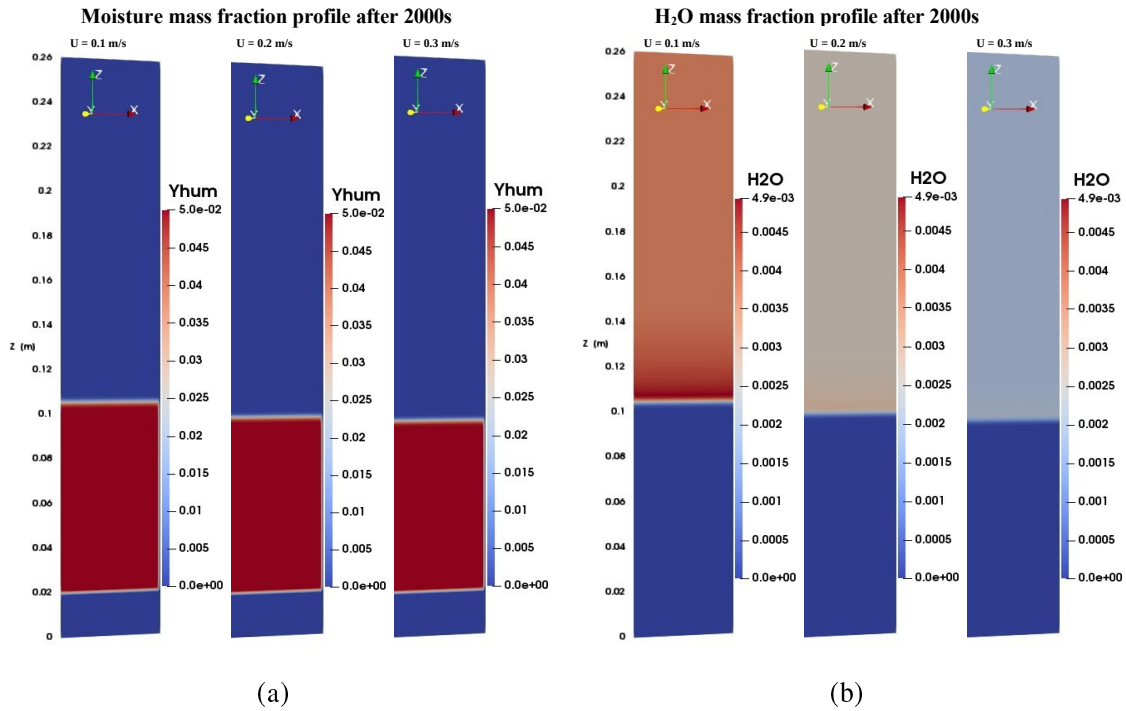 Moisture mass fraction profile after 2000s
U = 0.1 m/s
U = 0.2 m/s
U = 0.3 m/s
0.26
0.24
0.22
0.2
0.18
0.16
0.14
Z (m)
0.12
0.1
0.08
0.06
0.04
0.02
0
Z
Y
X
Yhum
5.0e-02
0.045
0.04
0.035
0.03
0.025
0.02
0.015
0.01
0.005
0.0e+00
Z
Y
X
Yhum
5.0e-02
0.045
0.04
0.035
0.03
0.025
0.02
0.015
0.01
0.005
0.0e+00
Z
Y
X
Yhum
5.0e-02
0.045
0.04
0.035
0.03
0.025
0.02
0.015
0.01
0.005
0.0e+00
(a)
H₂O mass fraction profile after 2000s
U = 0.1 m/s
U = 0.2 m/s
U = 0.3 m/s
0.26
0.24
0.22
0.2
0.18
0.16
0.14
Z (m)
0.12
0.1
0.08
0.06
0.04
0.02
0
Z
Y
X
H2O
4.9e-03
0.0045
0.004
0.0035
0.003
0.0025
0.002
0.0015
0.001
0.0005
0.0e+00
Z
Y
X
H2O
4.9e-03
0.0045
0.004
0.0035
0.003
0.0025
0.002
0.0015
0.001
0.0005
0.0e+00
Z
Y
X
H2O
4.9e-03
0.0045
0.004
0.0035
0.003
0.0025
0.002
0.0015
0.001
0.0005
0.0e+00
(b)